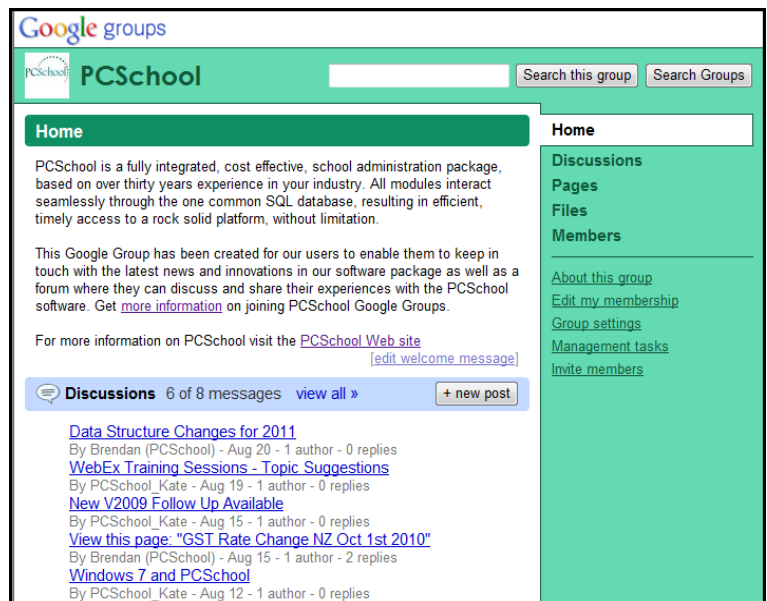 Google groups
PCSchool
PCSchool
Search this group
Search Groups
Home
PCSchool is a fully integrated, cost effective, school administration package,
based on over thirty years experience in your industry. All modules interact
seamlessly through the one common SQL database, resulting in efficient,
timely access to a rock solid platform, without limitation.
This Google Group has been created for our users to enable them to keep in
touch with the latest news and innovations in our software package as well as a
forum where they can discuss and share their experiences with the PCSchool
software. Get more information on joining PCSchool Google Groups.
For more information on PCSchool visit the PCSchool Web site
[edit welcome message]
Discussions 6 of 8 messages view all »
+ new post
Data Structure Changes for 2011
By Brendan (PCSchool) - Aug 20 - 1 author - 0 replies
WebEx Training Sessions - Topic Suggestions
By PCSchool_Kate - Aug 19 - 1 author - 0 replies
New V2009 Follow Up Available
By PCSchool_Kate - Aug 15 - 1 author - 0 replies
View this page: "GST Rate Change NZ Oct 1st 2010"
By Brendan (PCSchool) - Aug 15 - 1 author - 2 replies
Windows 7 and PCSchool
By PCSchool_Kate - Aug 12 - 1 author - 0 replies
Home
Discussions
Pages
Files
Members
About this group
Edit my membership
Group settings
Management tasks
Invite members